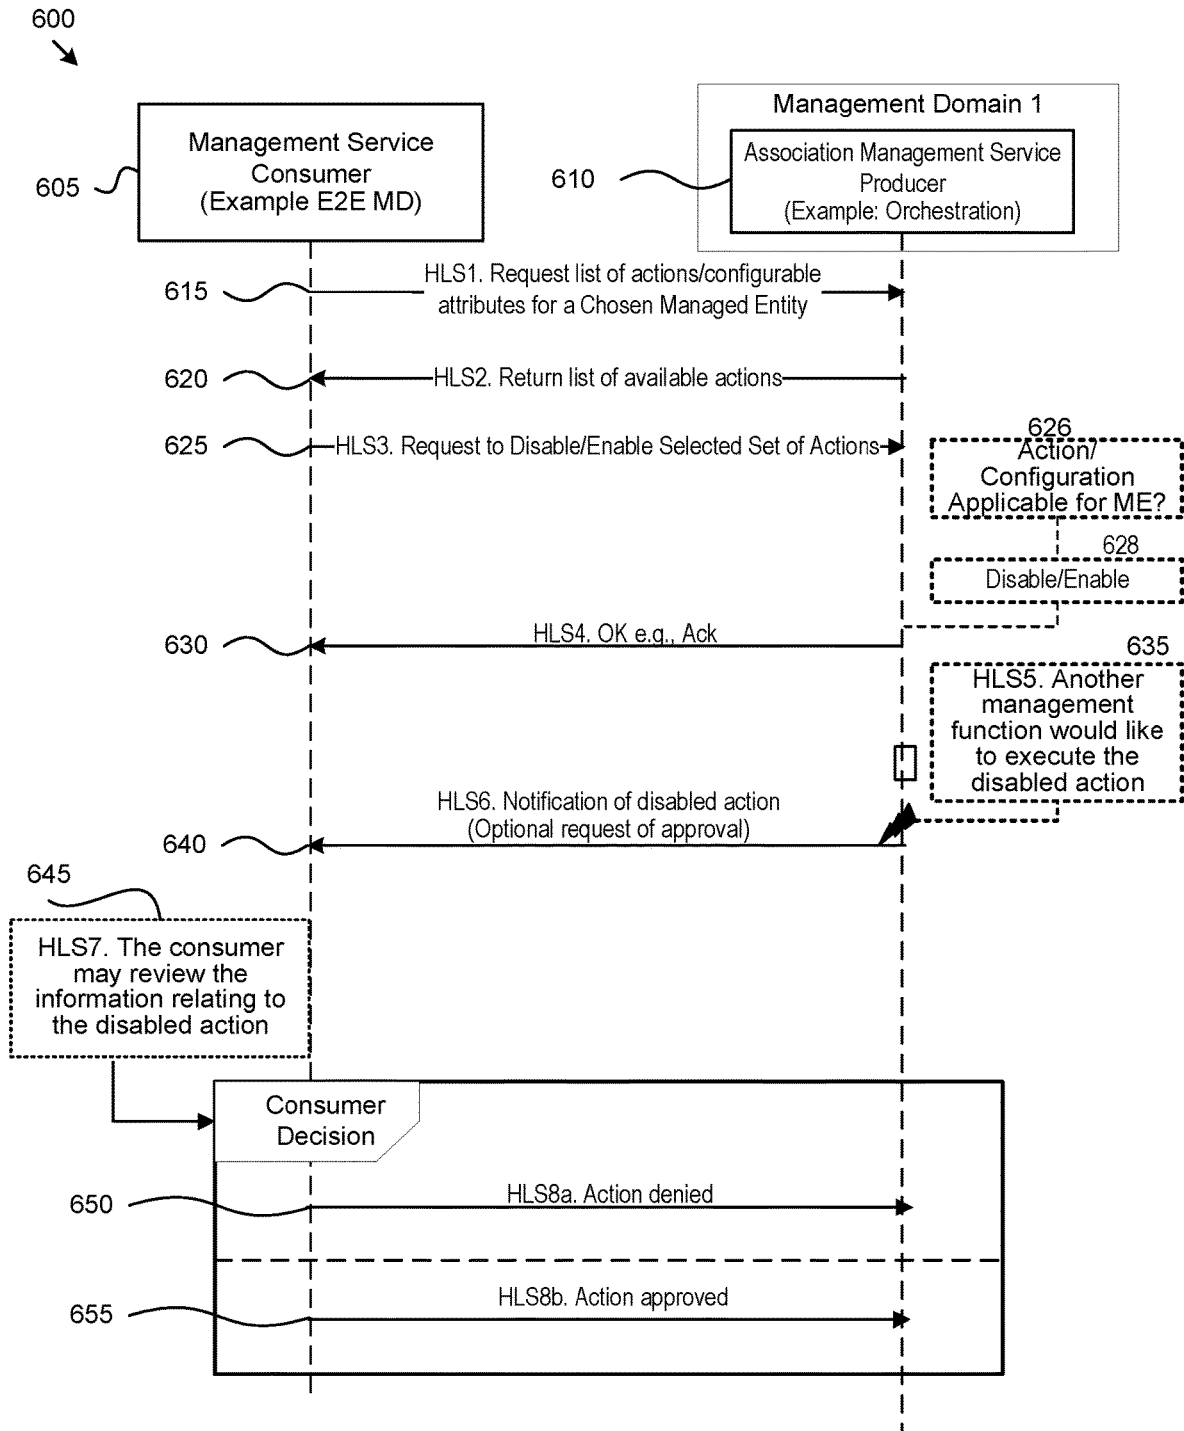 600
Management Domain 1
Management Service
Consumer
(Example E2E MD)
605
Association Management Service
Producer
(Example: Orchestration)
610
HLS1. Request list of actions/configurable
attributes for a Chosen Managed Entity
615
620
HLS2. Return list of available actions
625
HLS3. Request to Disable/Enable Selected Set of Actions
626
Action/
Configuration
Applicable for ME?
628
Disable/Enable
630
HLS4. OK e.g., Ack
635
HLS5. Another
management
function would like
to execute the
disabled action
HLS6. Notification of disabled action
(Optional request of approval)
640
645
HLS7. The consumer
may review the
information relating to
the disabled action
Consumer
Decision
650
HLS8a. Action denied
655
HLS8b. Action approved